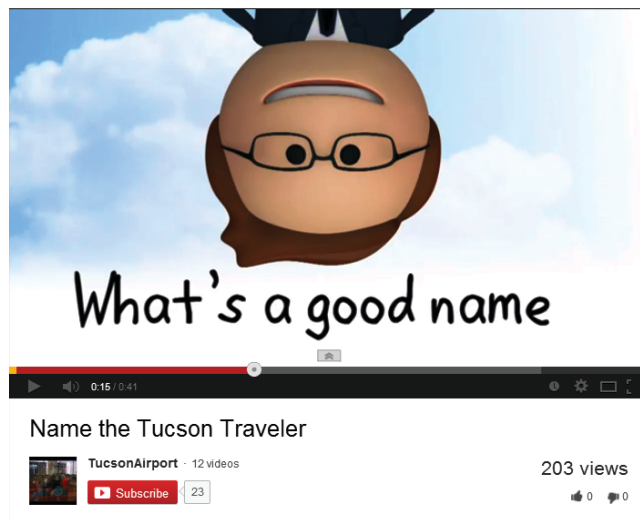 What's a good name
0:15 / 0:41
Name the Tucson Traveler
TucsonAirport · 12 videos
Subscribe 23
203 views
0 0